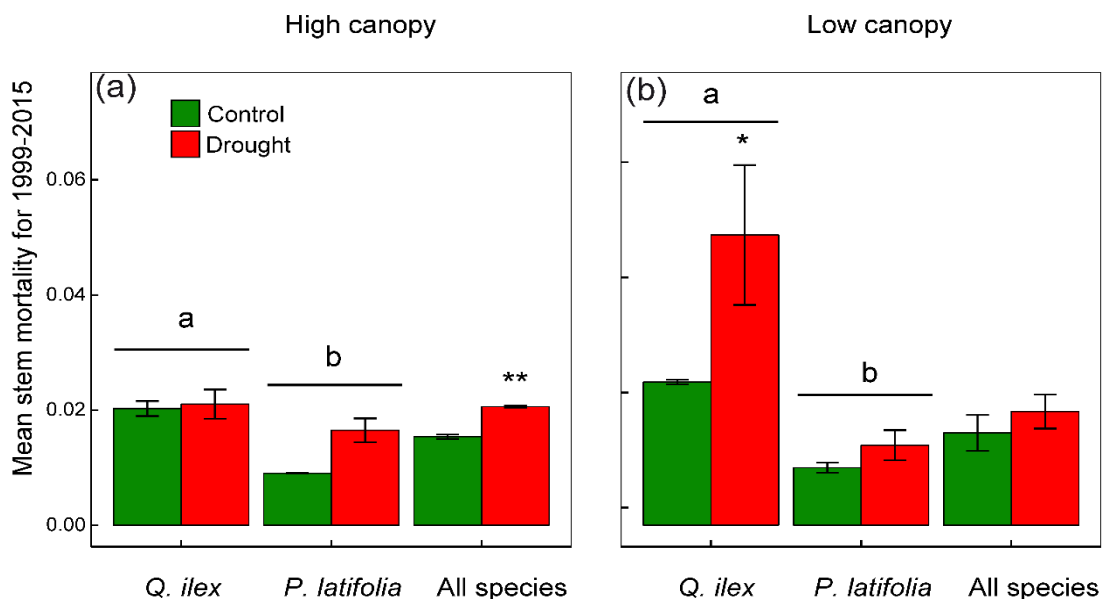 High canopy
Low canopy
Mean stem mortality for 1999-2015
(a)
Control
Drought
0.06
0.04
0.02
0.00
a
b
**
Q. ilex
P. latifolia
All species
(b)
a
*
b
Q. ilex
P. latifolia
All species